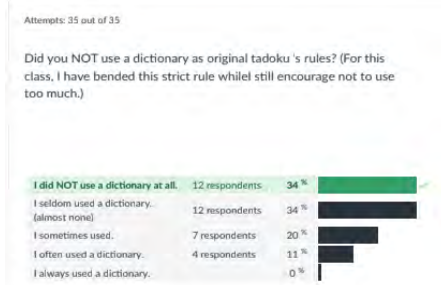 Attempts: 35 out of 35
Did you NOT use a dictionary as original tadoku 's rules? (For this
class, I have bended this strict rule whileI still encourage not to use
too much.)
I did NOT use a dictionary at all. 12 respondents 34 %
I seldom used a dictionary.
(almost none) 12 respondents 34 %
I sometimes used. 7 respondents 20 %
I often used a dictionary. 4 respondents 11 %
I always used a dictionary. 0 %